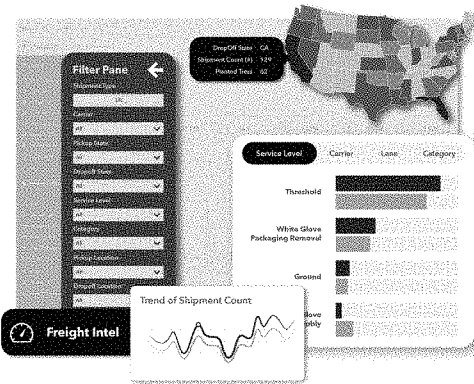 DropOff State CA
Shipment Count (#) 529
Planted Trees 62
Filter Pane
Shipment Type
Carrier
All
Pickup State
All
Dropoff State
All
Service Level
All
Category
All
Pickup Location
All
Dropoff Location
All
Service Level Carrier Lane Category
Threshold
White Glove
Packaging Removal
Ground
Trend of Shipment Count
Freight Intel